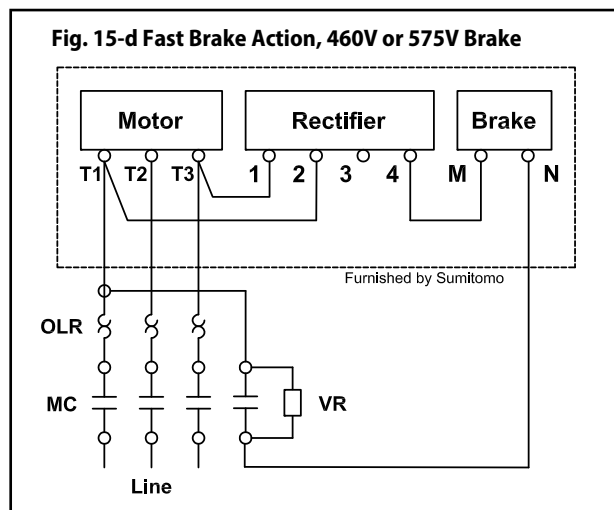 Fig. 15-d Fast Brake Action, 460V or 575V Brake
Motor Rectifier Brake
T1 T2 T3 1 2 3 4 M N
Furnished by Sumitomo
OLR
MC VR
Line